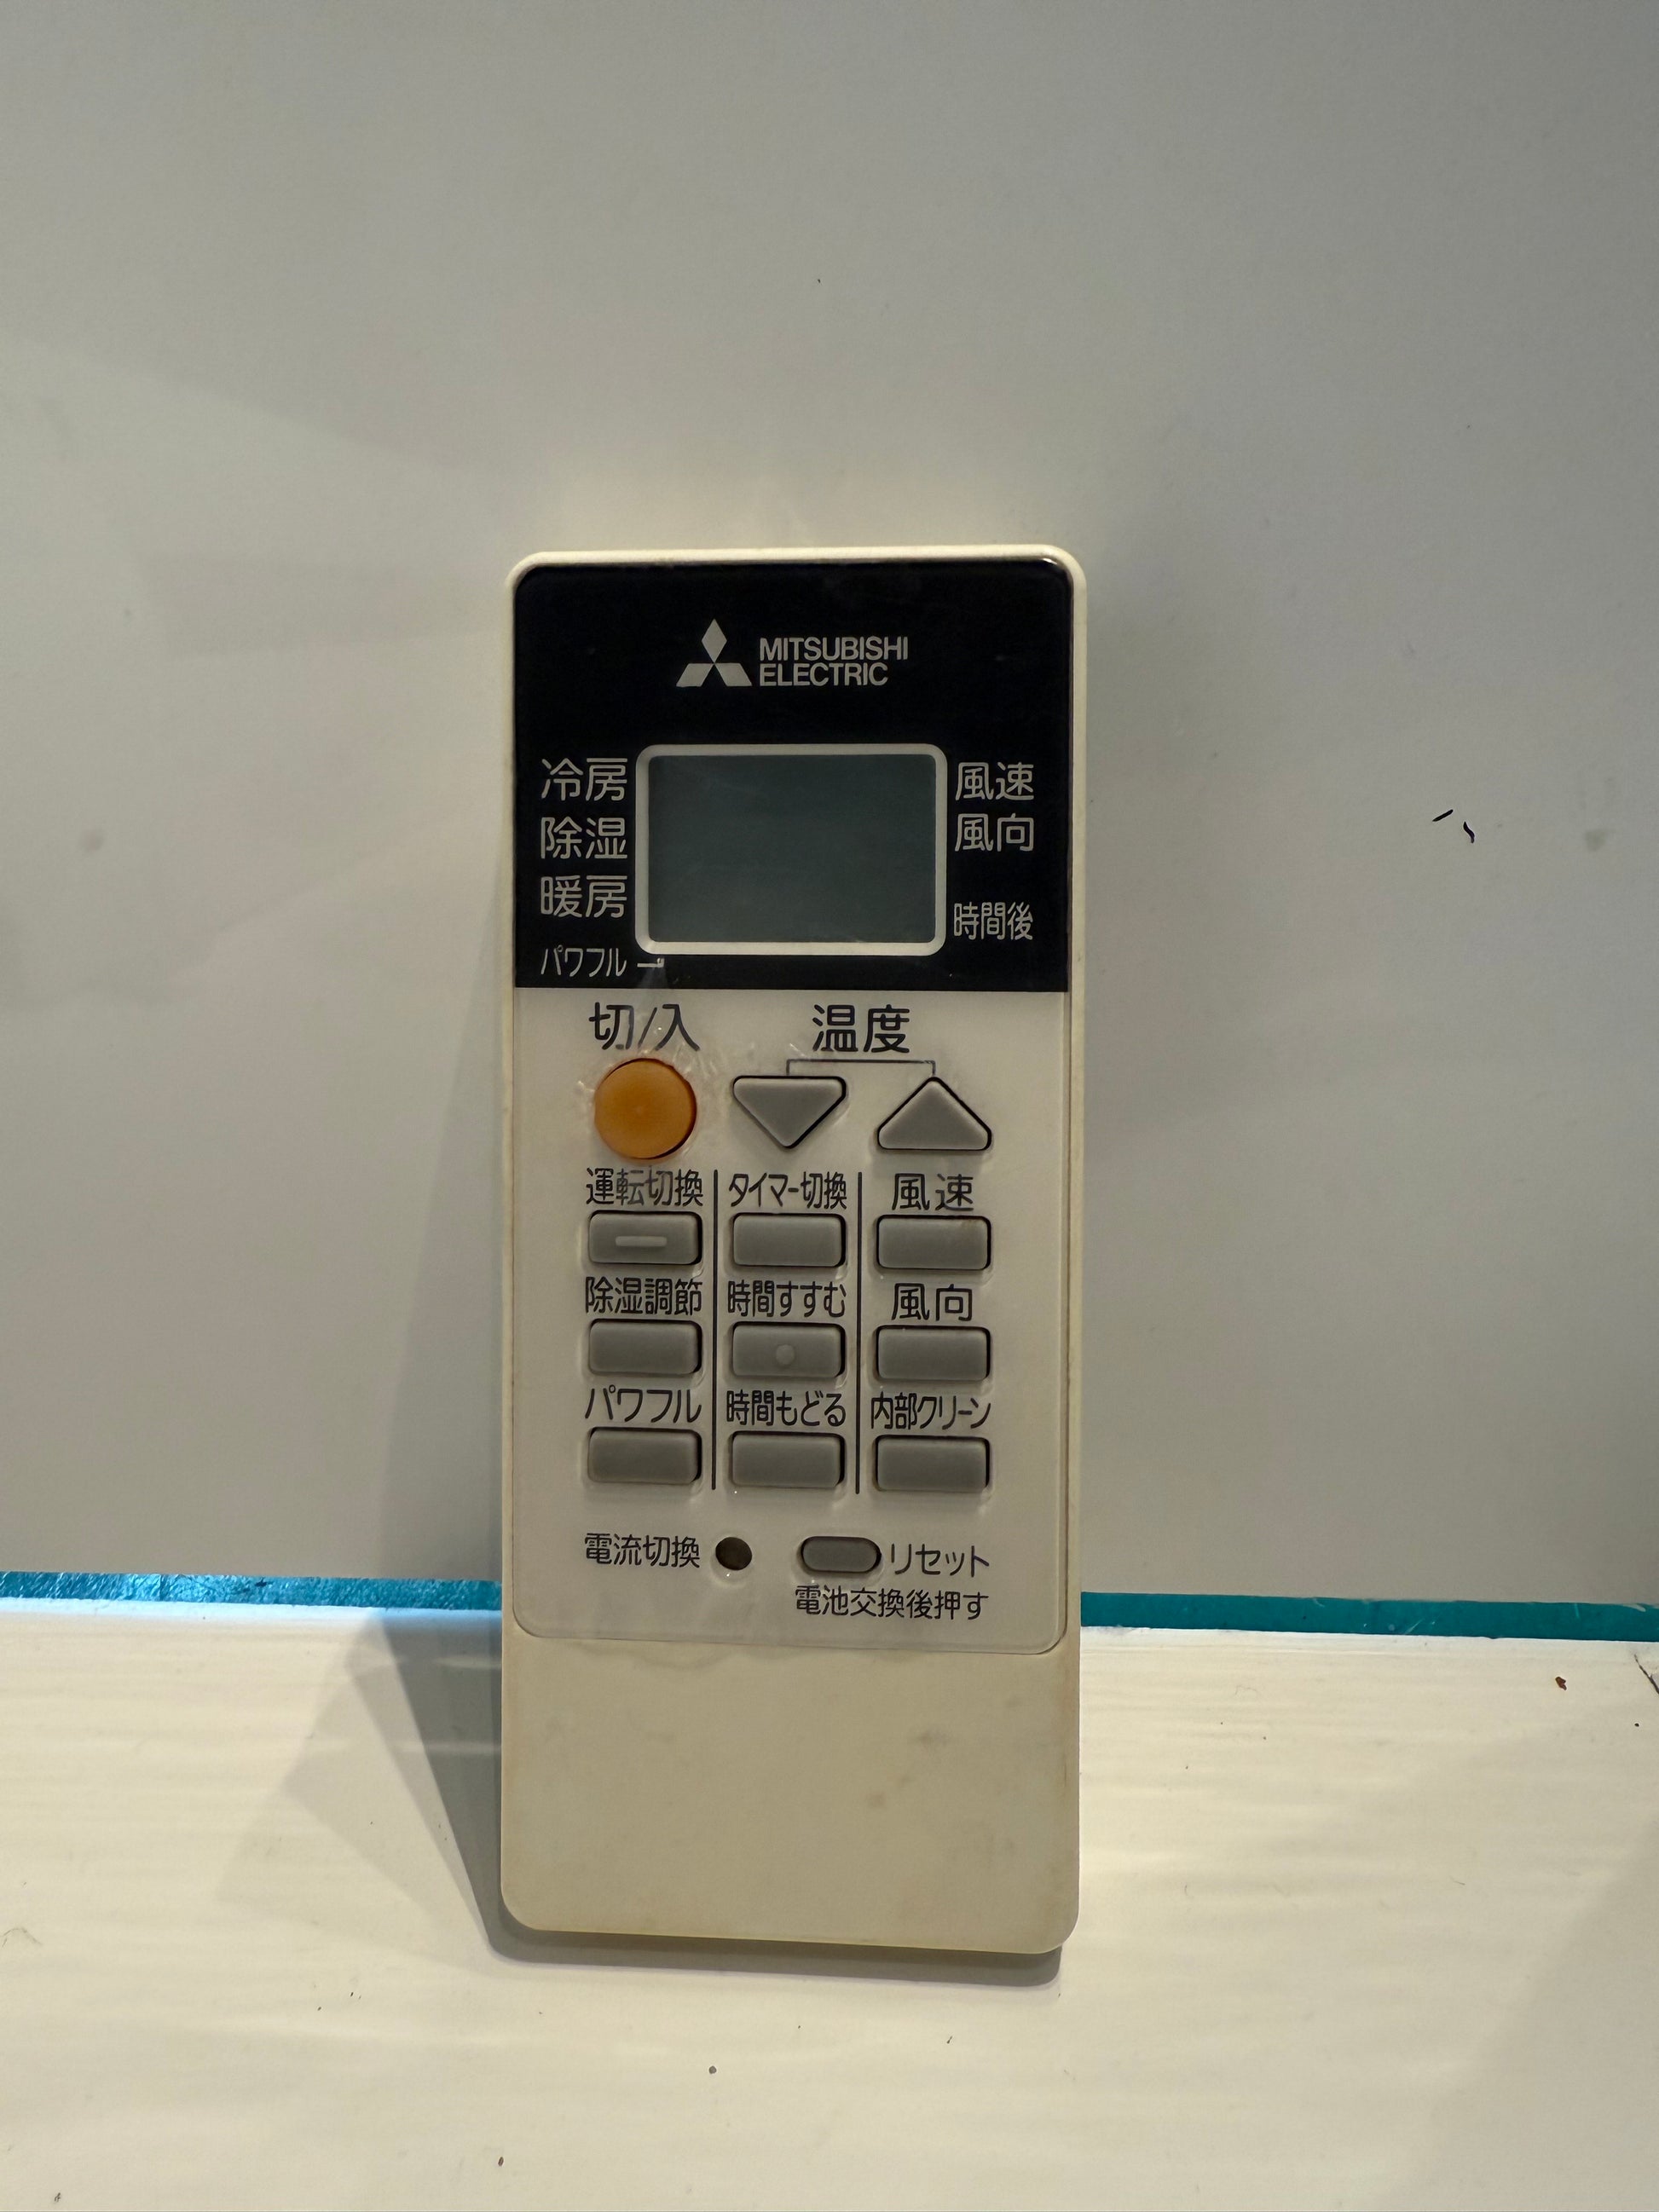 MITSUBISHI
ELECTRIC
冷房
除湿
暖房
パワフル
風速
風向
時間後
切/入
温度
運転切換 タイマー切換 風速
除湿調節 時間すすむ 風向
パワフル 時間もどる 内部クリーン
電流切換 リセット
電池交換後押す